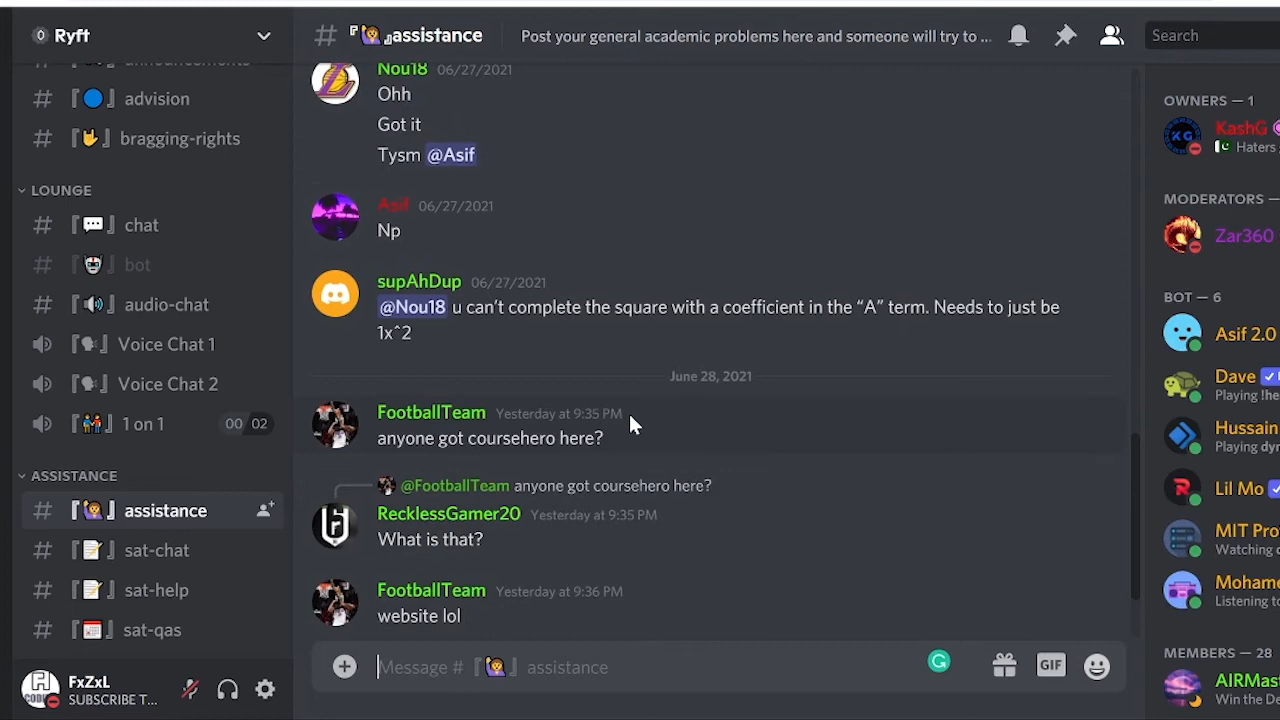 Ryft
『🙋』assistance
Post your general academic problems here and someone will try to ...
Search
announcements
『🔵』 advision
『🤟』 bragging-rights
LOUNGE
『💬』 chat
『🤖』 bot
『🔊』 audio-chat
『🗣』 Voice Chat 1
『🗣』 Voice Chat 2
『👬』 1 on 1
00 02
ASSISTANCE
『🙋』 assistance
『📝』 sat-chat
『📝』 sat-help
『📅』 sat-qas
FxZxL
SUBSCRIBE T...
Nou18 06/27/2021
Ohh
Got it
Tysm @Asif
Asif 06/27/2021
Np
supAhDup 06/27/2021
@Nou18 u can't complete the square with a coefficient in the “A” term. Needs to just be
1x^2
June 28, 2021
FootballTeam Yesterday at 9:35 PM
anyone got coursehero here?
@FootballTeam anyone got coursehero here?
RecklessGamer20 Yesterday at 9:35 PM
What is that?
FootballTeam Yesterday at 9:36 PM
website lol
Message # 『🙋』 assistance
GIF
OWNERS — 1
KashG
Haters
MODERATORS —
Zar360
BOT — 6
Asif 2.0
Dave
Playing !he
Hussain
Playing dyn
Lil Mo
MIT Pro
Watching c
Mohame
Listening to
MEMBERS — 28
AIRMas
Win the De